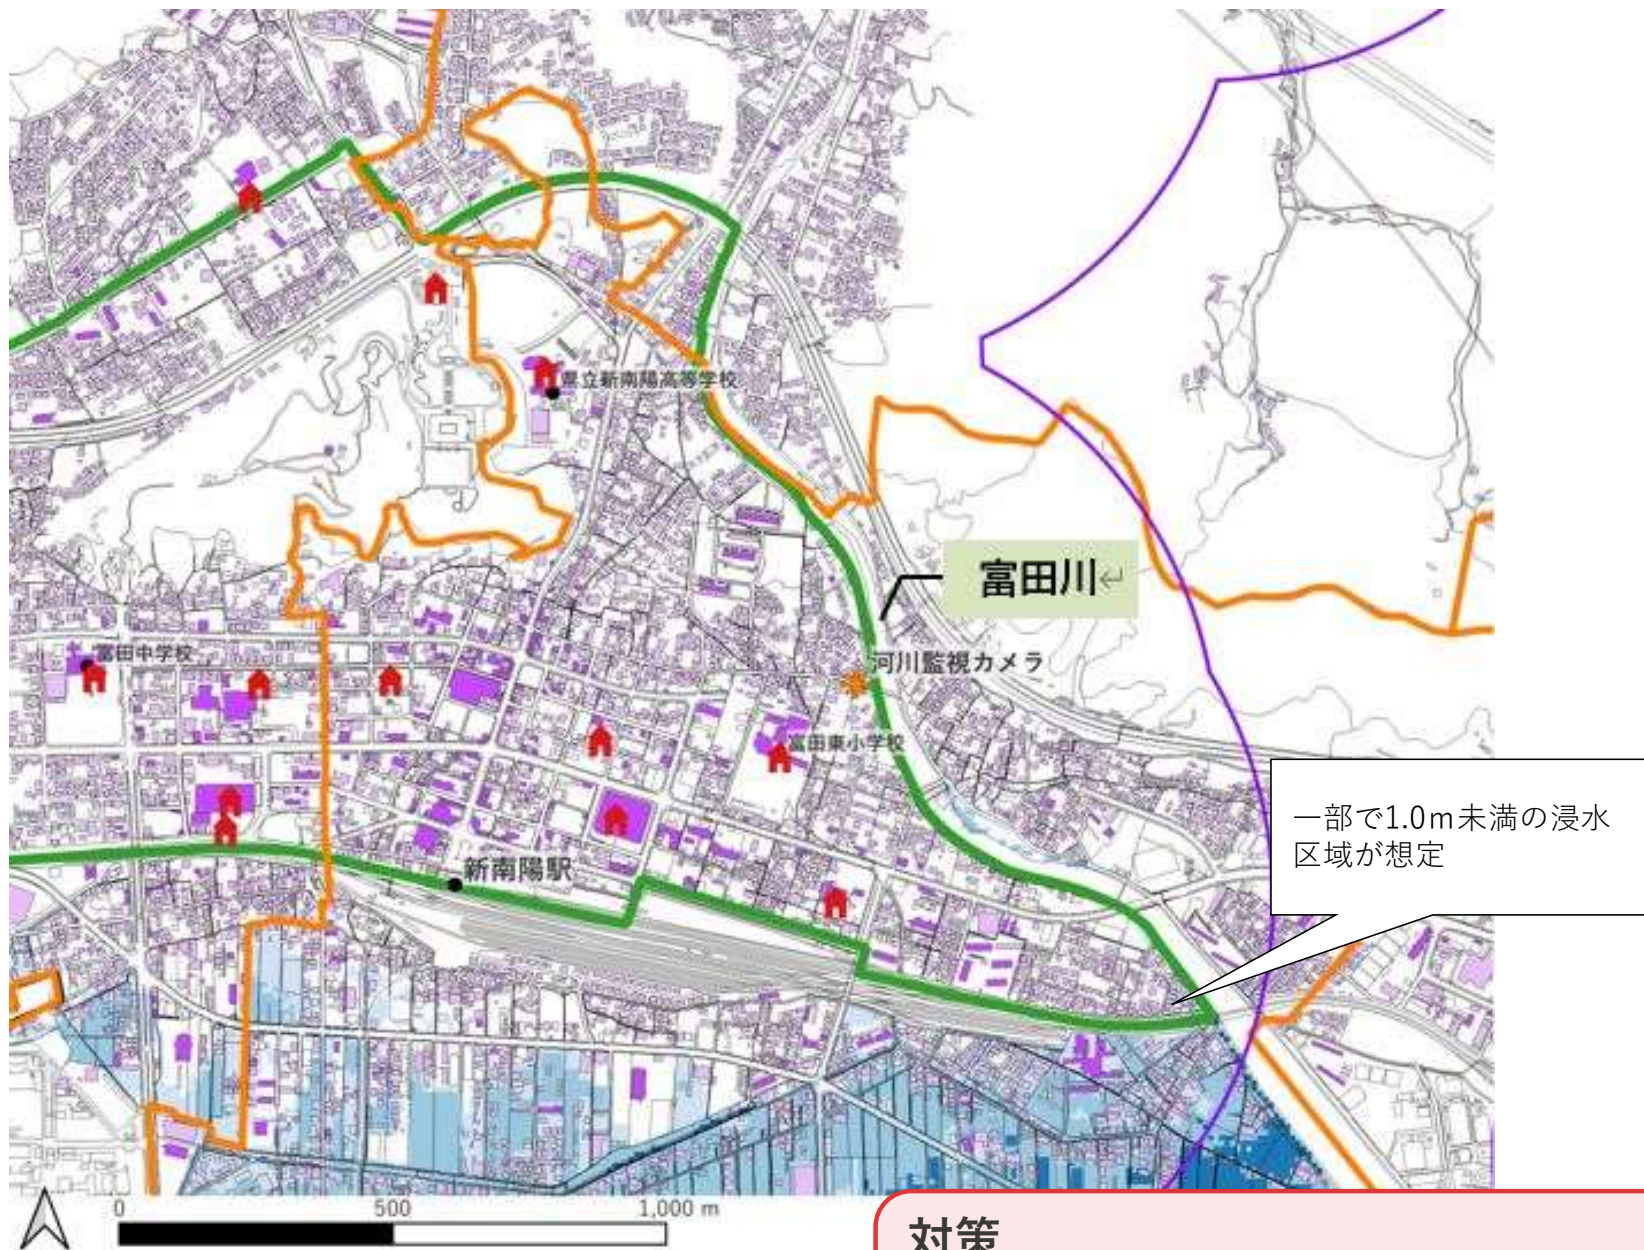 県立新南陽高等学校
富田川↵
河川監視カメラ
富田中学校
富田東小学校
一部で1.0m未満の浸水
区域が想定
新南陽駅
0 500 1,000 m
対策